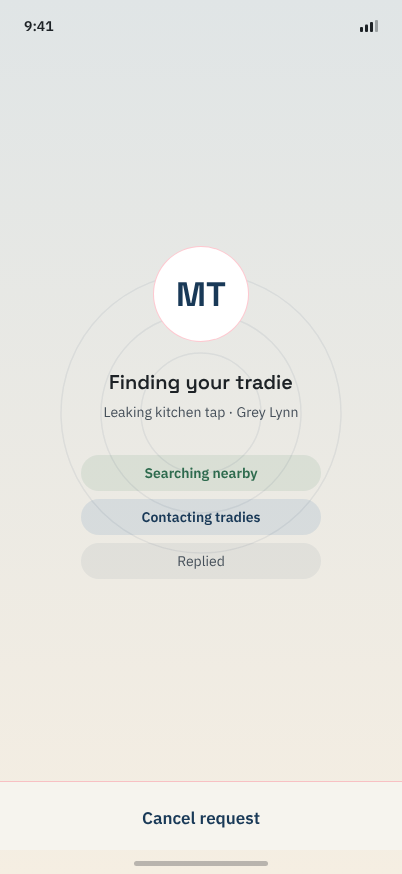 9:41
MT
Finding your tradie
Leaking kitchen tap · Grey Lynn
Searching nearby
Contacting tradies
Replied
Cancel request